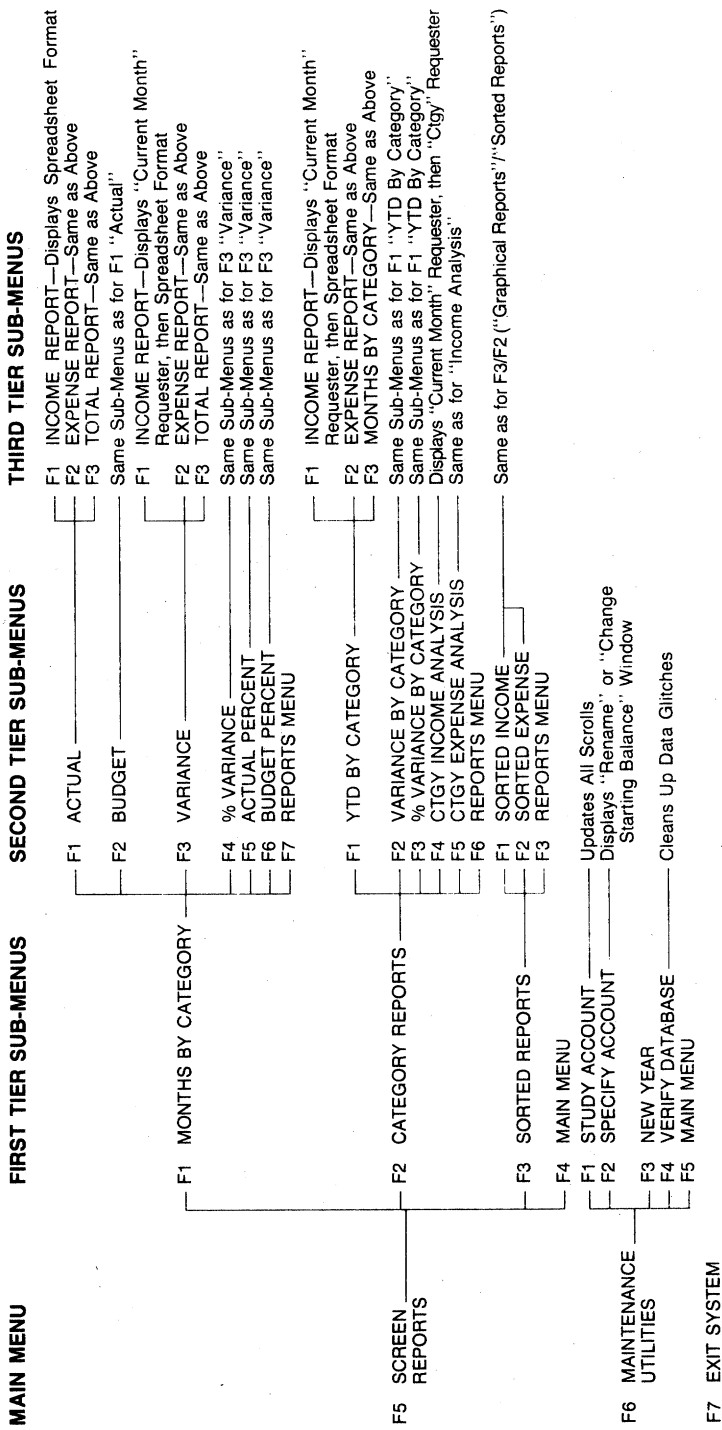 MAIN MENU
FIRST TIER SUB-MENUS
SECOND TIER SUB-MENUS
THIRD TIER SUB-MENUS
F5 SCREEN
REPORTS
F1 MONTHS BY CATEGORY
F1 ACTUAL
F1 INCOME REPORT—Displays Spreadsheet Format
F2 EXPENSE REPORT—Same as Above
F3 TOTAL REPORT—Same as Above
F2 BUDGET
Same Sub-Menus as for F1 "Actual"
F3 VARIANCE
F1 INCOME REPORT—Displays "Current Month"
Requester, then Spreadsheet Format
F2 EXPENSE REPORT—Same as Above
F3 TOTAL REPORT—Same as Above
F4 % VARIANCE
Same Sub-Menus as for F3 "Variance"
F5 ACTUAL PERCENT
Same Sub-Menus as for F3 "Variance"
F6 BUDGET PERCENT
Same Sub-Menus as for F3 "Variance"
F7 REPORTS MENU
F2 CATEGORY REPORTS
F1 YTD BY CATEGORY
F1 INCOME REPORT—Displays "Current Month"
Requester, then Spreadsheet Format
F2 EXPENSE REPORT—Same as Above
F3 MONTHS BY CATEGORY—Same as Above
F2 VARIANCE BY CATEGORY
Same Sub-Menus as for F1 "YTD By Category"
F3 % VARIANCE BY CATEGORY
Same Sub-Menus as for F1 "YTD By Category"
F4 CTGY INCOME ANALYSIS
Displays "Current Month" Requester, then "Ctgy" Requester
F5 CTGY EXPENSE ANALYSIS
Same as for "Income Analysis"
F6 REPORTS MENU
F3 SORTED REPORTS
F1 SORTED INCOME
F2 SORTED EXPENSE
F3 REPORTS MENU
Same as for F3/F2 ("Graphical Reports"/"Sorted Reports")
F4 MAIN MENU
F6 MAINTENANCE
UTILITIES
F1 STUDY ACCOUNT
Updates All Scrolls
F2 SPECIFY ACCOUNT
Displays "Rename" or "Change
Starting Balance" Window
F3 NEW YEAR
F4 VERIFY DATABASE
Cleans Up Data Glitches
F5 MAIN MENU
F7 EXIT SYSTEM